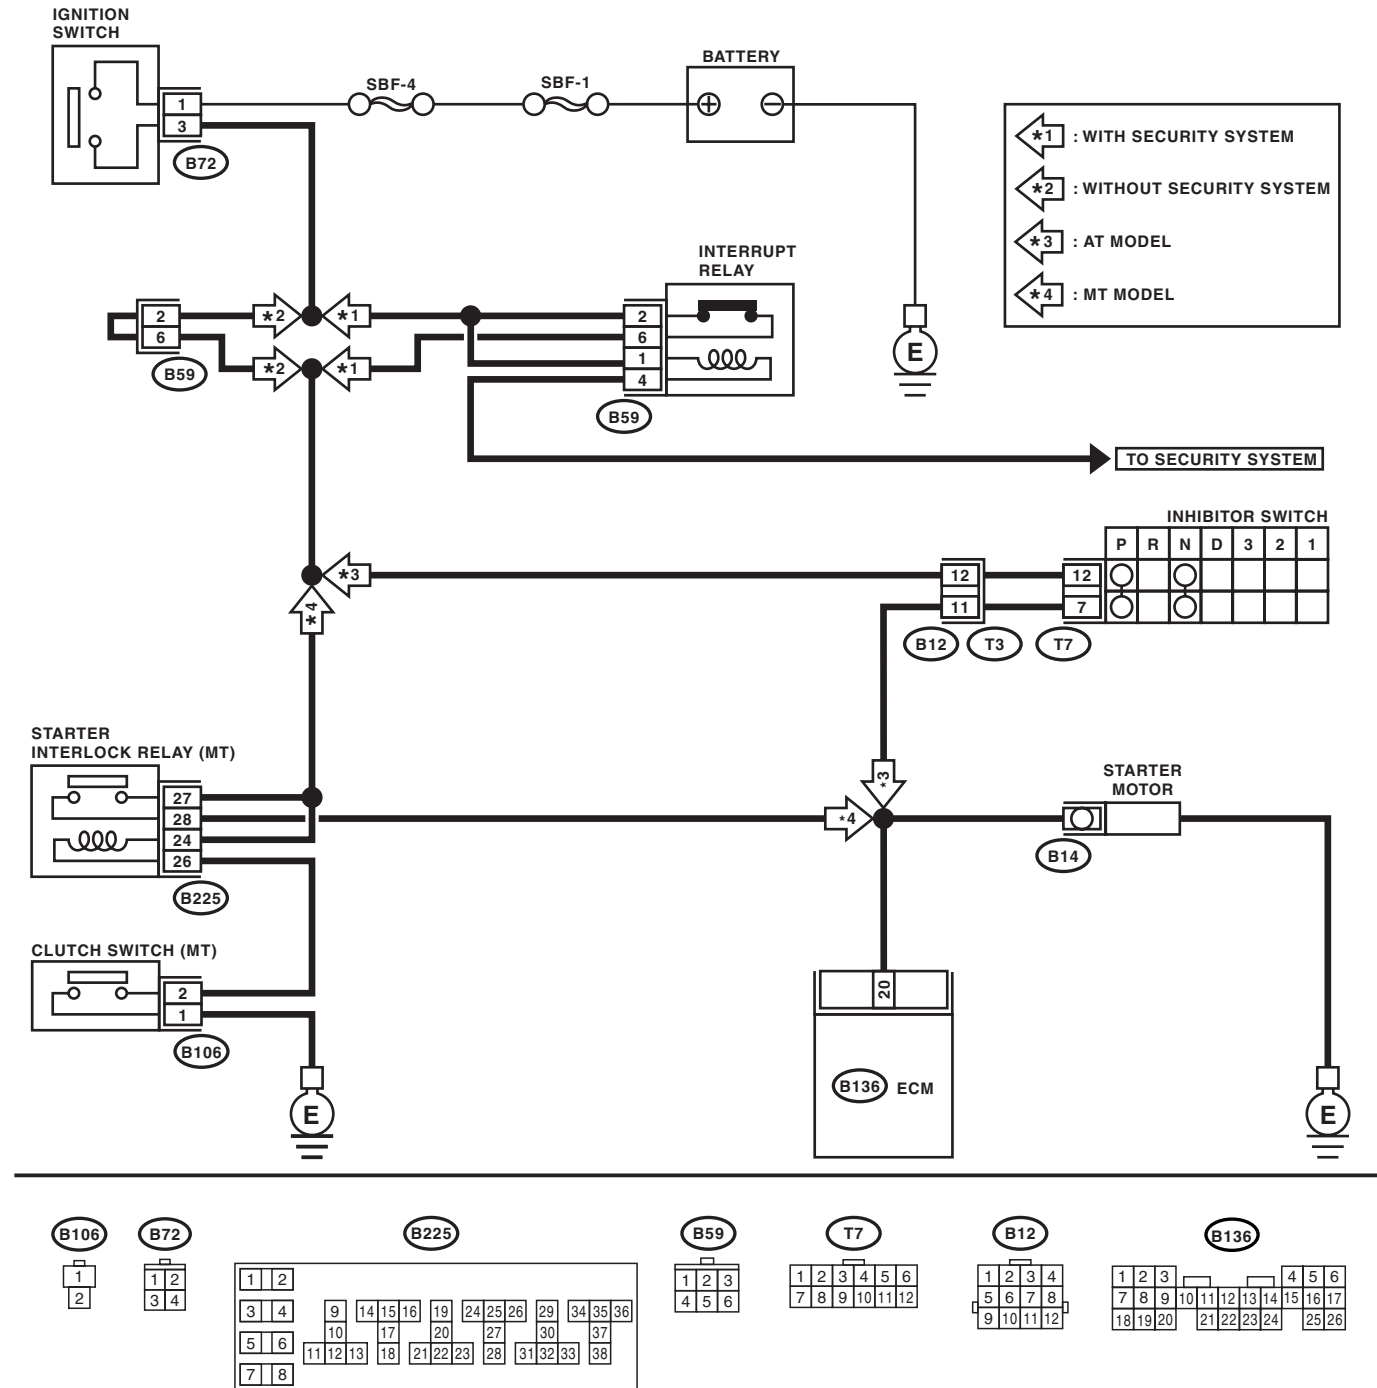 IGNITION
SWITCH
1
3
B72
SBF-4
SBF-1
BATTERY
+
−
E
*1 : WITH SECURITY SYSTEM
*2 : WITHOUT SECURITY SYSTEM
*3 : AT MODEL
*4 : MT MODEL
INTERRUPT
RELAY
2
6
B59
*2
*1
*2
*1
2
6
1
4
B59
TO SECURITY SYSTEM
INHIBITOR SWITCH
P R N D 3 2 1
*3
12
11
12
7
B12
T3
T7
*4
STARTER
INTERLOCK RELAY (MT)
27
28
24
26
B225
*3
*4
STARTER
MOTOR
B14
CLUTCH SWITCH (MT)
2
1
B106
E
20
B136 ECM
E
B106
1
2
B72
1 2
3 4
B225
1 2
3 4 9 14 15 16 19 24 25 26 29 34 35 36
10 17 20 27 30 37
5 6 11 12 13 18 21 22 23 28 31 32 33 38
7 8
B59
1 2 3
4 5 6
T7
1 2 3 4 5 6
7 8 9 10 11 12
B12
1 2 3 4
5 6 7 8
9 10 11 12
B136
1 2 3 4 5 6
7 8 9 10 11 12 13 14 15 16 17
18 19 20 21 22 23 24 25 26